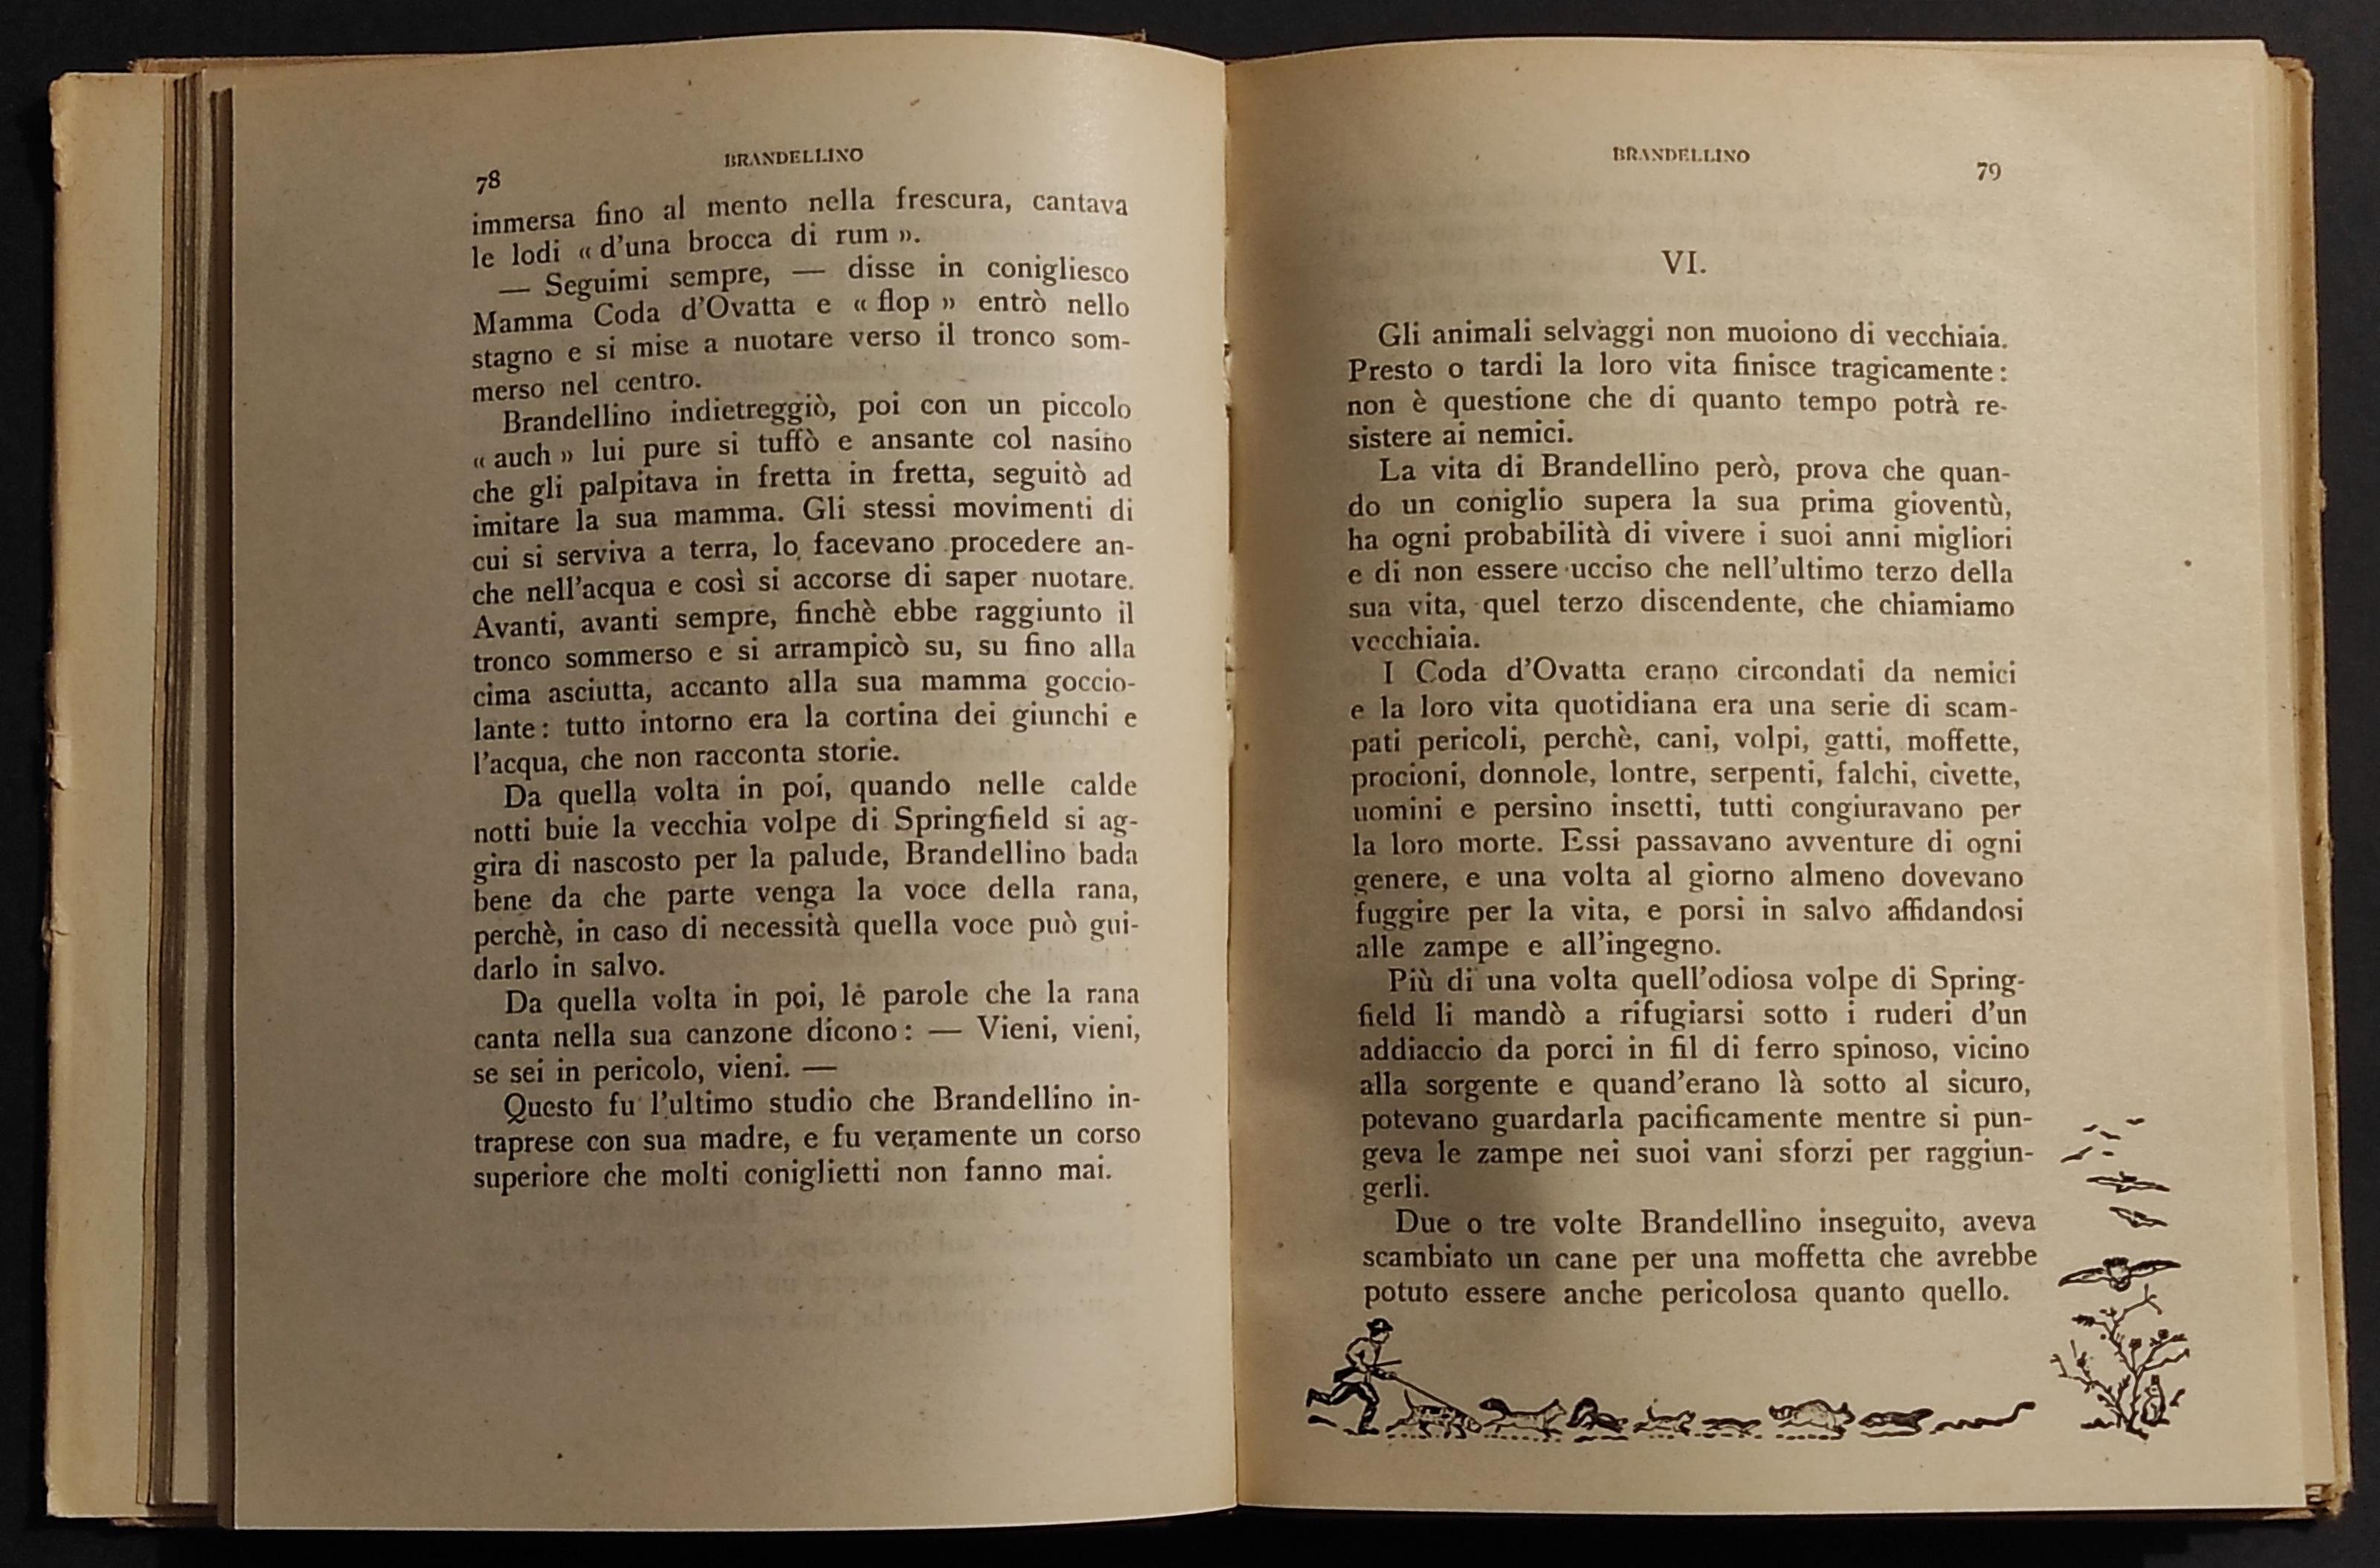 78
BRANDELLINO
immersa fino al mento nella frescura, cantava
le lodi « d'una brocca di rum ».
— Seguimi sempre, — disse in conigliesco
Mamma Coda d'Ovatta e « flop » entrò nello
stagno e si mise a nuotare verso il tronco som-
merso nel centro.
Brandellino indietreggiò, poi con un piccolo
« auch » lui pure si tuffò e ansante col nasino
che gli palpitava in fretta in fretta, seguitò ad
imitare la sua mamma. Gli stessi movimenti di
cui si serviva a terra, lo facevano procedere an-
che nell'acqua e così si accorse di saper nuotare.
Avanti, avanti sempre, finchè ebbe raggiunto il
tronco sommerso e si arrampicò su, su fino alla
cima asciutta, accanto alla sua mamma goccio-
lante: tutto intorno era la cortina dei giunchi e
l'acqua, che non racconta storie.
Da quella volta in poi, quando nelle calde
notti buie la vecchia volpe di Springfield si ag-
gira di nascosto per la palude, Brandellino bada
bene da che parte venga la voce della rana,
perchè, in caso di necessità quella voce può gui-
darlo in salvo.
Da quella volta in poi, le parole che la rana
canta nella sua canzone dicono: — Vieni, vieni,
se sei in pericolo, vieni. —
Questo fu l'ultimo studio che Brandellino in-
traprese con sua madre, e fu veramente un corso
superiore che molti coniglietti non fanno mai.
BRANDELLINO
79
VI.
Gli animali selvaggi non muoiono di vecchiaia.
Presto o tardi la loro vita finisce tragicamente:
non è questione che di quanto tempo potrà re-
sistere ai nemici.
La vita di Brandellino però, prova che quan-
do un coniglio supera la sua prima gioventù,
ha ogni probabilità di vivere i suoi anni migliori
e di non essere ucciso che nell'ultimo terzo della
sua vita, quel terzo discendente, che chiamiamo
vecchiaia.
I Coda d'Ovatta erano circondati da nemici
e la loro vita quotidiana era una serie di scam-
pati pericoli, perchè, cani, volpi, gatti, moffette,
procioni, donnole, lontre, serpenti, falchi, civette,
uomini e persino insetti, tutti congiuravano per
la loro morte. Essi passavano avventure di ogni
genere, e una volta al giorno almeno dovevano
fuggire per la vita, e porsi in salvo affidandosi
alle zampe e all'ingegno.
Più di una volta quell'odiosa volpe di Spring-
field li mandò a rifugiarsi sotto i ruderi d'un
addiaccio da porci in fil di ferro spinoso, vicino
alla sorgente e quand'erano là sotto al sicuro,
potevano guardarla pacificamente mentre si pun-
geva le zampe nei suoi vani sforzi per raggiun-
gerli.
Due o tre volte Brandellino inseguito, aveva
scambiato un cane per una moffetta che avrebbe
potuto essere anche pericolosa quanto quello.